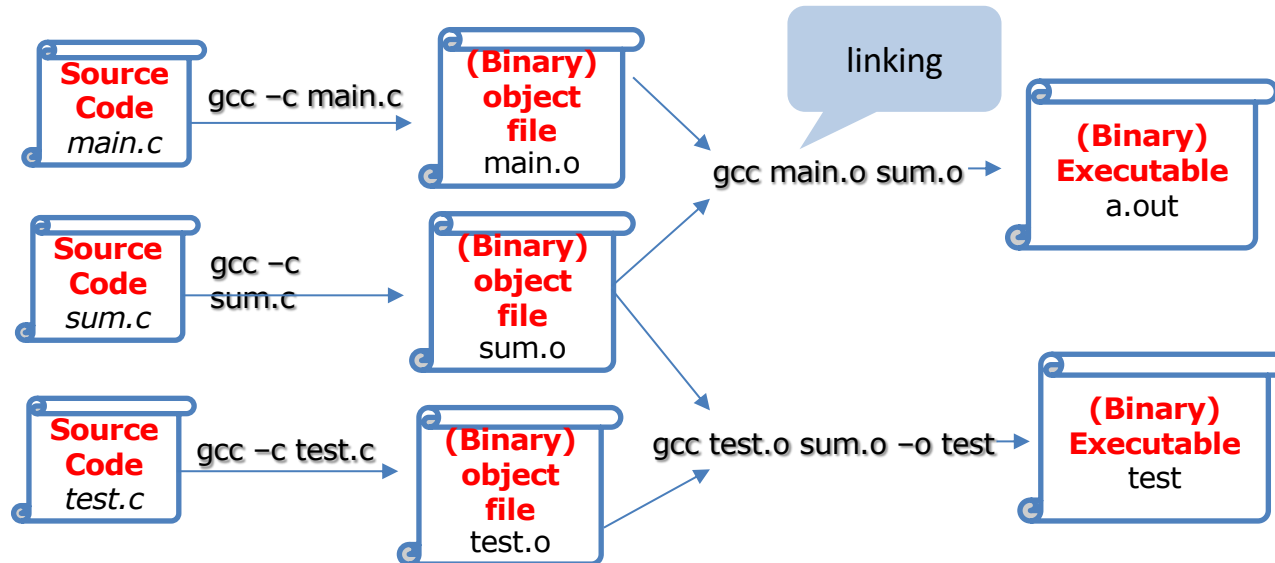 Source
Code
main.c
gcc –c main.c
(Binary)
object
file
main.o
linking
gcc main.o sum.o
(Binary)
Executable
a.out
Source
Code
sum.c
gcc –c
sum.c
(Binary)
object
file
sum.o
Source
Code
test.c
gcc –c test.c
(Binary)
object
file
test.o
gcc test.o sum.o –o test
(Binary)
Executable
test